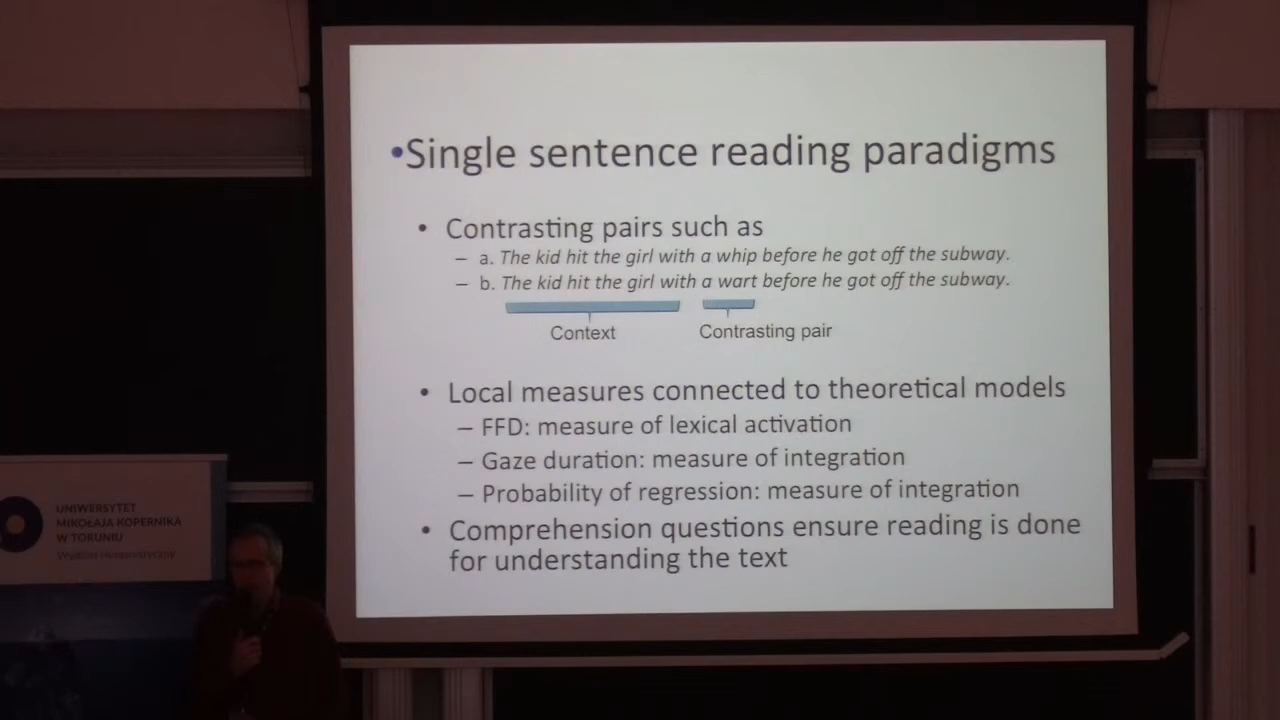 •Single sentence reading paradigms
• Contrasting pairs such as
– a. The kid hit the girl with a whip before he got off the subway.
– b. The kid hit the girl with a wart before he got off the subway.
Context Contrasting pair
• Local measures connected to theoretical models
– FFD: measure of lexical activation
– Gaze duration: measure of integration
– Probability of regression: measure of integration
• Comprehension questions ensure reading is done
for understanding the text
UNIWERSYTET
MIKOŁAJA KOPERNIKA
W TORUNIU
Wydział Humanistyczny